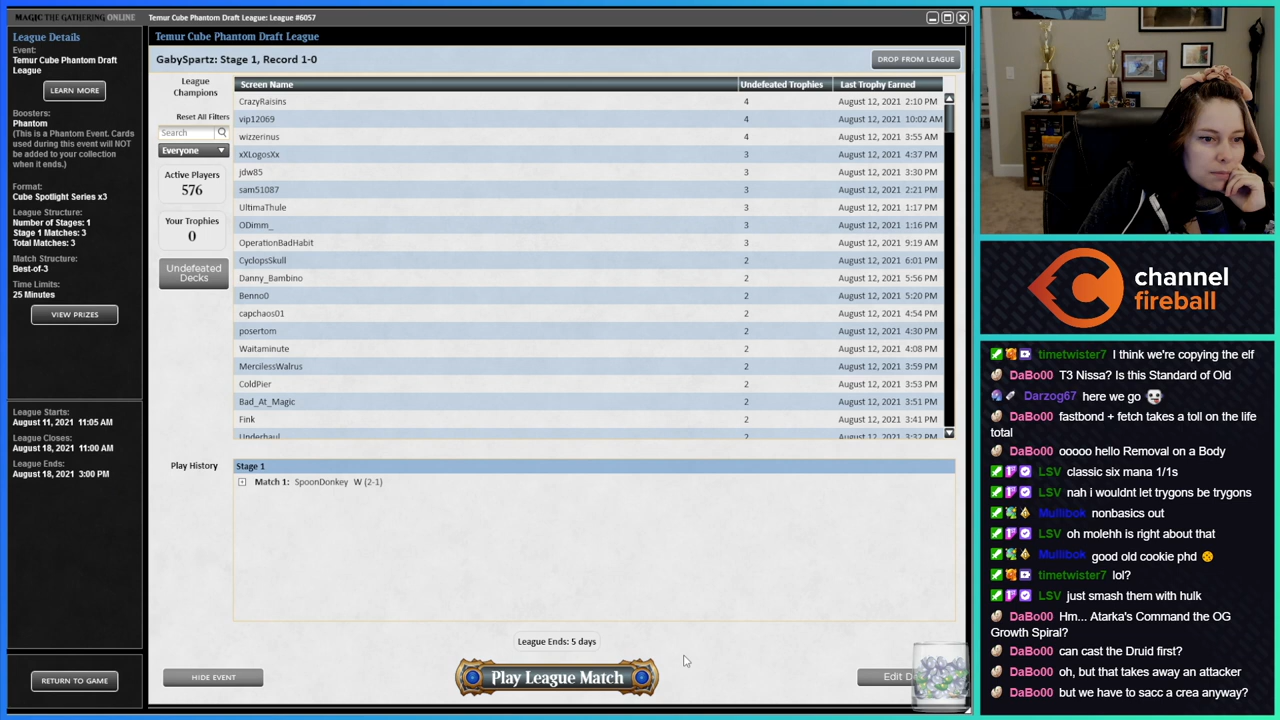 MAGIC THE GATHERING ONLINE
Temur Cube Phantom Draft League: League #6057
League Details
Event:
Temur Cube Phantom Draft
League
LEARN MORE
Boosters:
Phantom
(This is a Phantom Event. Cards
used during this event will NOT
be added to your collection
when it ends.)
Format:
Cube Spotlight Series x3
League Structure:
Number of Stages: 1
Stage 1 Matches: 3
Total Matches: 3
Match Structure:
Best-of-3
Time Limits:
25 Minutes
VIEW PRIZES
League Starts:
August 11, 2021 11:05 AM
League Closes:
August 18, 2021 11:00 AM
League Ends:
August 18, 2021 3:00 PM
RETURN TO GAME
Temur Cube Phantom Draft League
GabySpartz: Stage 1, Record 1-0
DROP FROM LEAGUE
League
Champions
Reset All Filters
Search
Everyone
Active Players
576
Your Trophies
0
Undefeated
Decks
Screen Name Undefeated Trophies Last Trophy Earned
CrazyRaisins 4 August 12, 2021 2:10 PM
vip12069 4 August 12, 2021 10:02 AM
wizzerinus 4 August 12, 2021 3:55 AM
xXLogosXx 3 August 12, 2021 4:37 PM
jdw85 3 August 12, 2021 3:30 PM
sam51087 3 August 12, 2021 2:21 PM
UltimaThule 3 August 12, 2021 1:17 PM
ODimm_ 3 August 12, 2021 1:16 PM
OperationBadHabit 3 August 12, 2021 9:19 AM
CyclopsSkull 2 August 12, 2021 6:01 PM
Danny_Bambino 2 August 12, 2021 5:56 PM
Benno0 2 August 12, 2021 5:20 PM
capchaos01 2 August 12, 2021 4:54 PM
posertom 2 August 12, 2021 4:30 PM
Waitaminute 2 August 12, 2021 4:08 PM
MercilessWalrus 2 August 12, 2021 3:59 PM
ColdPier 2 August 12, 2021 3:53 PM
Bad_At_Magic 2 August 12, 2021 3:51 PM
Fink 2 August 12, 2021 3:41 PM
Underhaul 2 August 12, 2021 3:32 PM
Play History
Stage 1
Match 1: SpoonDonkey W (2-1)
League Ends: 5 days
HIDE EVENT
Play League Match
Edit D
channel
fireball
timetwister7 I think we're copying the elf
DaBo00 T3 Nissa? Is this Standard of Old
Darzog67 here we go
DaBo00 fastbond + fetch takes a toll on the life
total
DaBo00 ooooo hello Removal on a Body
LSV classic six mana 1/1s
LSV nah i wouldnt let trygons be trygons
Mullibok nonbasics out
LSV oh molehh is right about that
Mullibok good old cookie phd
timetwister7 lol?
LSV just smash them with hulk
DaBo00 Hm... Atarka's Command the OG
Growth Spiral?
DaBo00 can cast the Druid first?
DaBo00 oh, but that takes away an attacker
DaBo00 but we have to sacc a crea anyway?